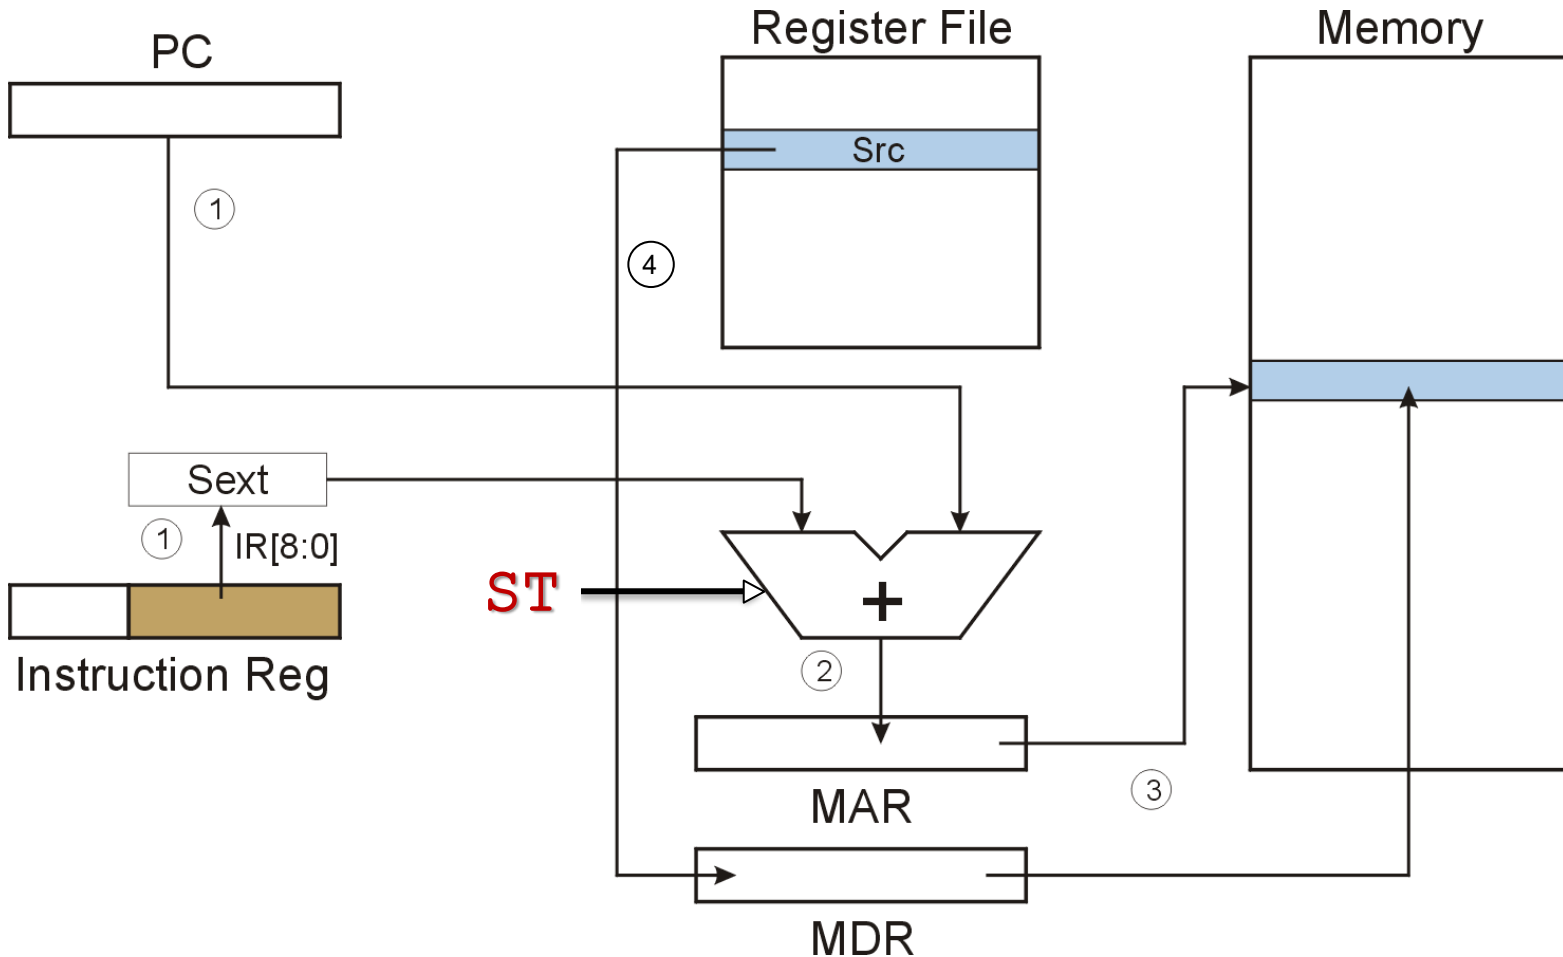 PC
Register File
Memory
Src
1
4
Sext
1
IR[8:0]
ST
+
Instruction Reg
2
MAR
3
MDR